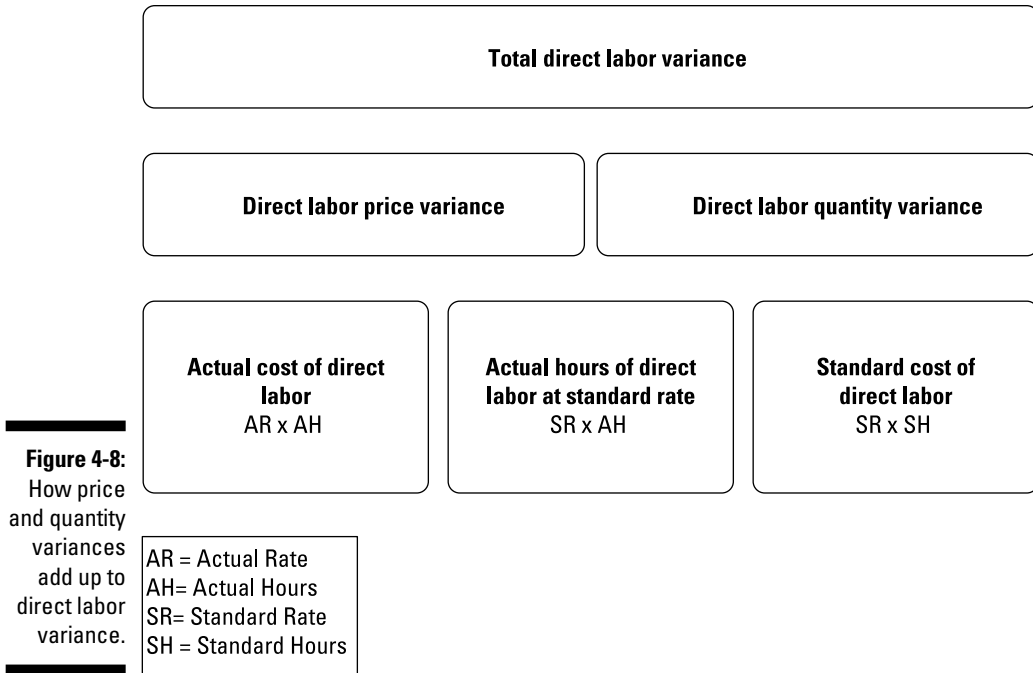 Total direct labor variance
Direct labor price variance
Direct labor quantity variance
Actual cost of direct
labor
AR x AH
Actual hours of direct
labor at standard rate
SR x AH
Standard cost of
direct labor
SR x SH
Figure 4-8:
How price
and quantity
variances
add up to
direct labor
variance.
AR = Actual Rate
AH= Actual Hours
SR= Standard Rate
SH = Standard Hours